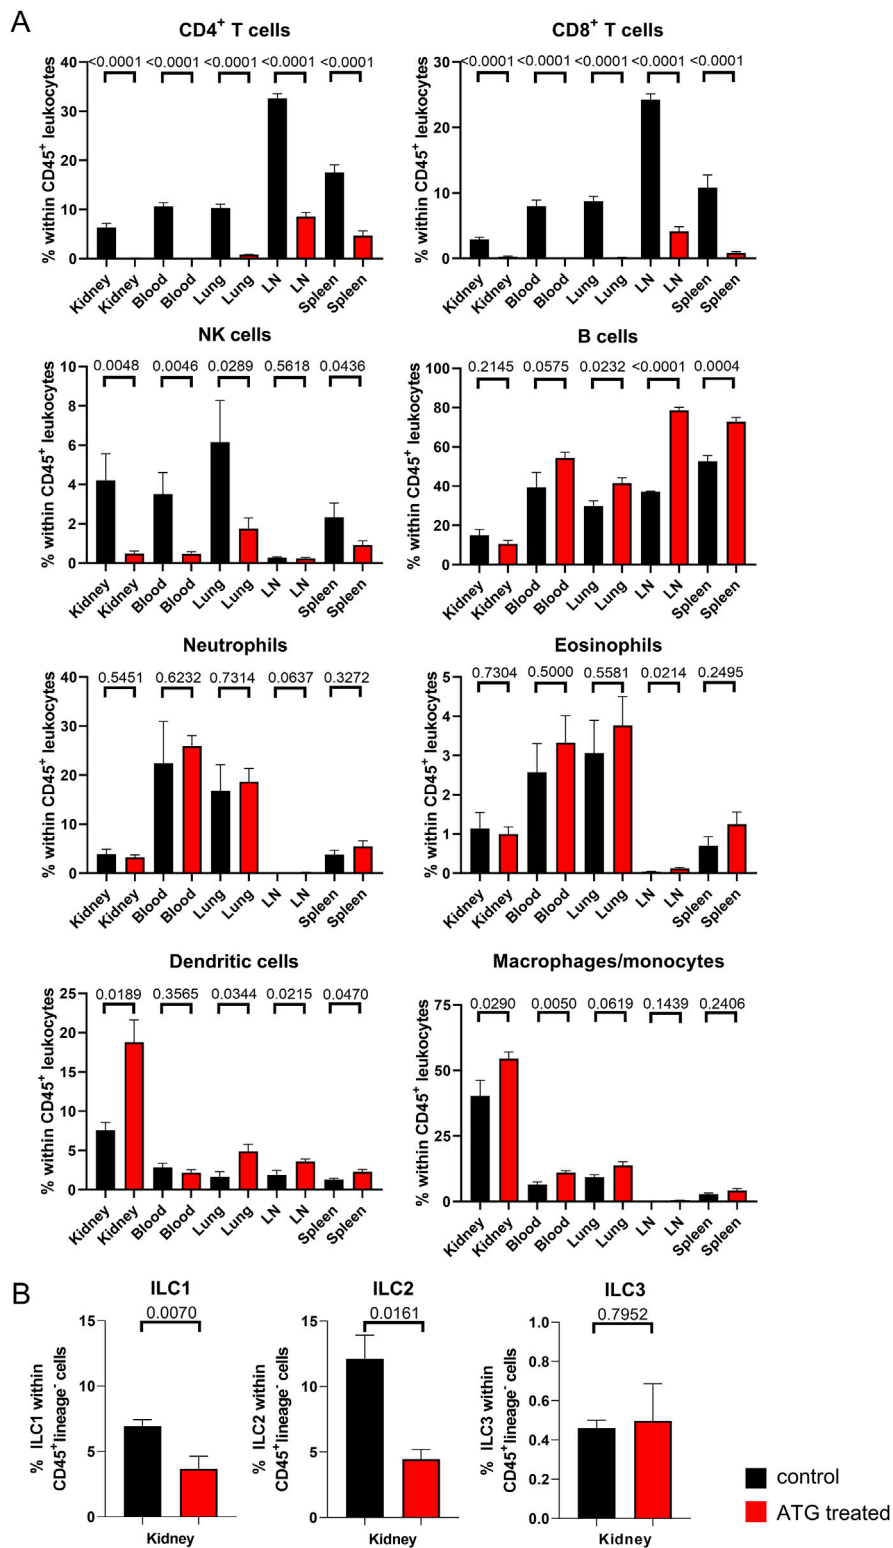 A
CD4+ T cells
% within CD45+ leukocytes
40
30
20
10
0
<0.0001 <0.0001 <0.0001 <0.0001 <0.0001
Kidney Kidney Blood Blood Lung Lung LN LN Spleen Spleen
CD8+ T cells
% within CD45+ leukocytes
30
20
10
0
<0.0001 <0.0001 <0.0001 <0.0001 <0.0001
Kidney Kidney Blood Blood Lung Lung LN LN Spleen Spleen
NK cells
% within CD45+ leukocytes
10
8
6
4
2
0
0.0048 0.0046 0.0289 0.5618 0.0436
Kidney Kidney Blood Blood Lung Lung LN LN Spleen Spleen
B cells
% within CD45+ leukocytes
100
80
60
40
20
0
0.2145 0.0575 0.0232 <0.0001 0.0004
Kidney Kidney Blood Blood Lung Lung LN LN Spleen Spleen
Neutrophils
% within CD45+ leukocytes
40
30
20
10
0
0.5451 0.6232 0.7314 0.0637 0.3272
Kidney Kidney Blood Blood Lung Lung LN LN Spleen Spleen
Eosinophils
% within CD45+ leukocytes
5
4
3
2
1
0
0.7304 0.5000 0.5581 0.0214 0.2495
Kidney Kidney Blood Blood Lung Lung LN LN Spleen Spleen
Dendritic cells
% within CD45+ leukocytes
25
20
15
10
5
0
0.0189 0.3565 0.0344 0.0215 0.0470
Kidney Kidney Blood Blood Lung Lung LN LN Spleen Spleen
Macrophages/monocytes
% within CD45+ leukocytes
75
50
25
0
0.0290 0.0050 0.0619 0.1439 0.2406
Kidney Kidney Blood Blood Lung Lung LN LN Spleen Spleen
B
ILC1
% ILC1 within
CD45+lineage- cells
15
10
5
0
0.0070
Kidney
ILC2
% ILC2 within
CD45+lineage- cells
15
10
5
0
0.0161
Kidney
ILC3
% ILC3 within
CD45+lineage- cells
1.0
0.8
0.6
0.4
0.2
0.0
0.7952
Kidney
control
ATG treated